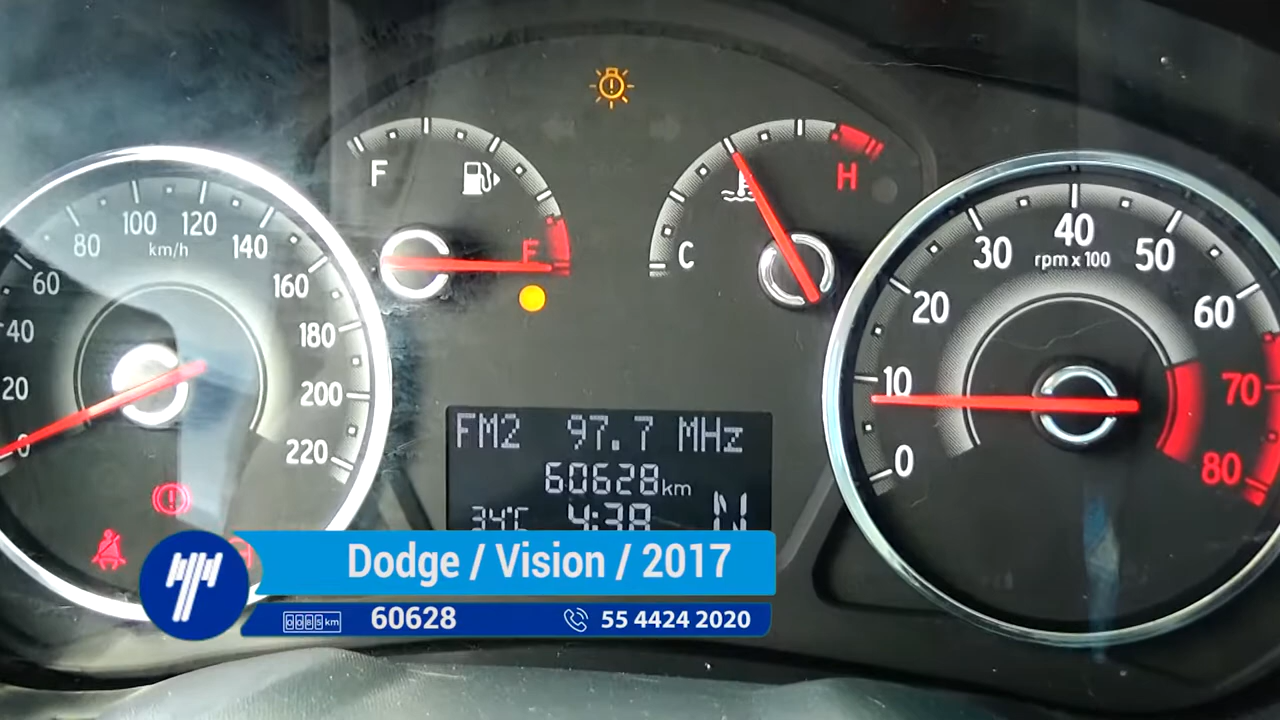 F
E
C
H
0
20
40
60
80
100
120
140
160
180
200
220
km/h
0
10
20
30
40
50
60
70
80
rpm x 100
FM2 97.7 MHz
60628km
34°C 4:38 N
Dodge / Vision / 2017
60628
55 4424 2020